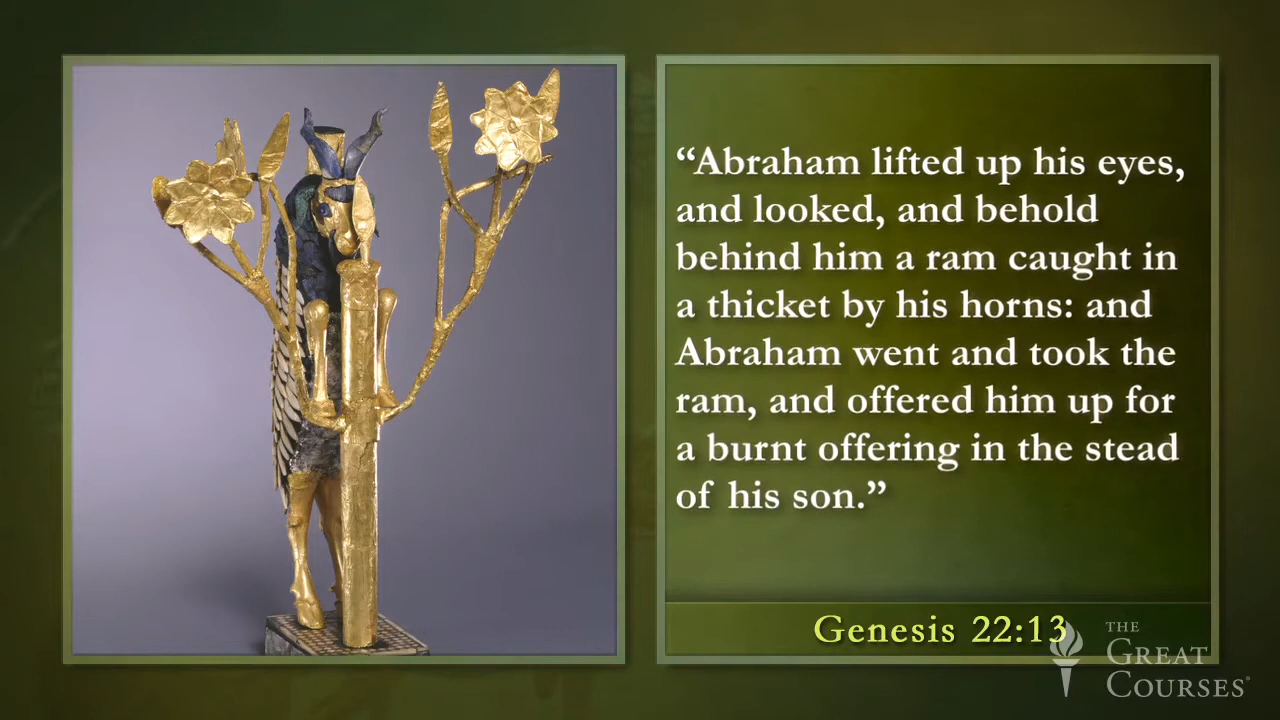 “Abraham lifted up his eyes,
and looked, and behold
behind him a ram caught in
a thicket by his horns: and
Abraham went and took the
ram, and offered him up for
a burnt offering in the stead
of his son.”
Genesis 22:13
THE
GREAT
COURSES®